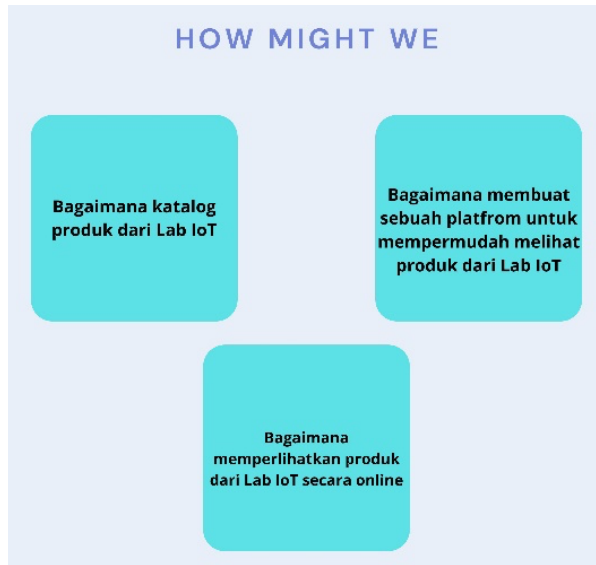 HOW MIGHT WE
Bagaimana katalog
produk dari Lab IoT
Bagaimana membuat
sebuah platfrom untuk
mempermudah melihat
produk dari Lab IoT
Bagaimana
memperlihatkan produk
dari Lab IoT secara online